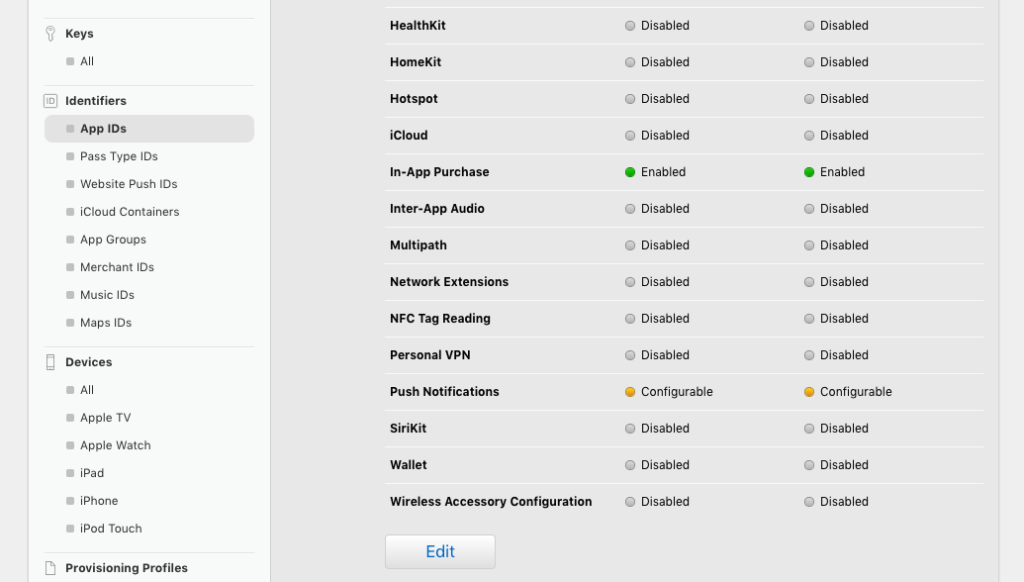 Keys
All
ID
Identifiers
App IDs
Pass Type IDs
Website Push IDs
iCloud Containers
App Groups
Merchant IDs
Music IDs
Maps IDs
Devices
All
Apple TV
Apple Watch
iPad
iPhone
iPod Touch
Provisioning Profiles
HealthKit Disabled Disabled
HomeKit Disabled Disabled
Hotspot Disabled Disabled
iCloud Disabled Disabled
In-App Purchase Enabled Enabled
Inter-App Audio Disabled Disabled
Multipath Disabled Disabled
Network Extensions Disabled Disabled
NFC Tag Reading Disabled Disabled
Personal VPN Disabled Disabled
Push Notifications Configurable Configurable
SiriKit Disabled Disabled
Wallet Disabled Disabled
Wireless Accessory Configuration Disabled Disabled
Edit